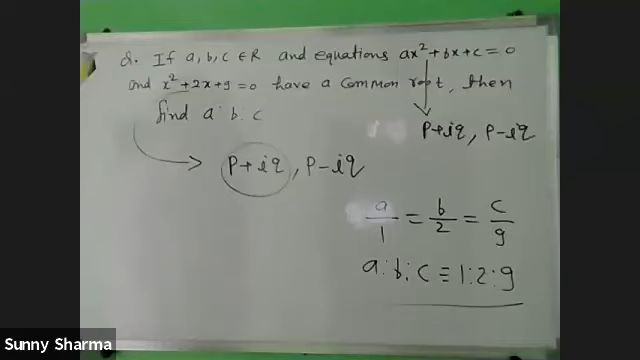 Q. If a, b, c ∈ R and equations ax² + bx + c = 0
and x² + 2x + 9 = 0 have a common root, then
find a : b : c
p + iq, p - iq
p + iq, p - iq
a/1 = b/2 = c/9
a : b : c ≡ 1 : 2 : 9
Sunny Sharma